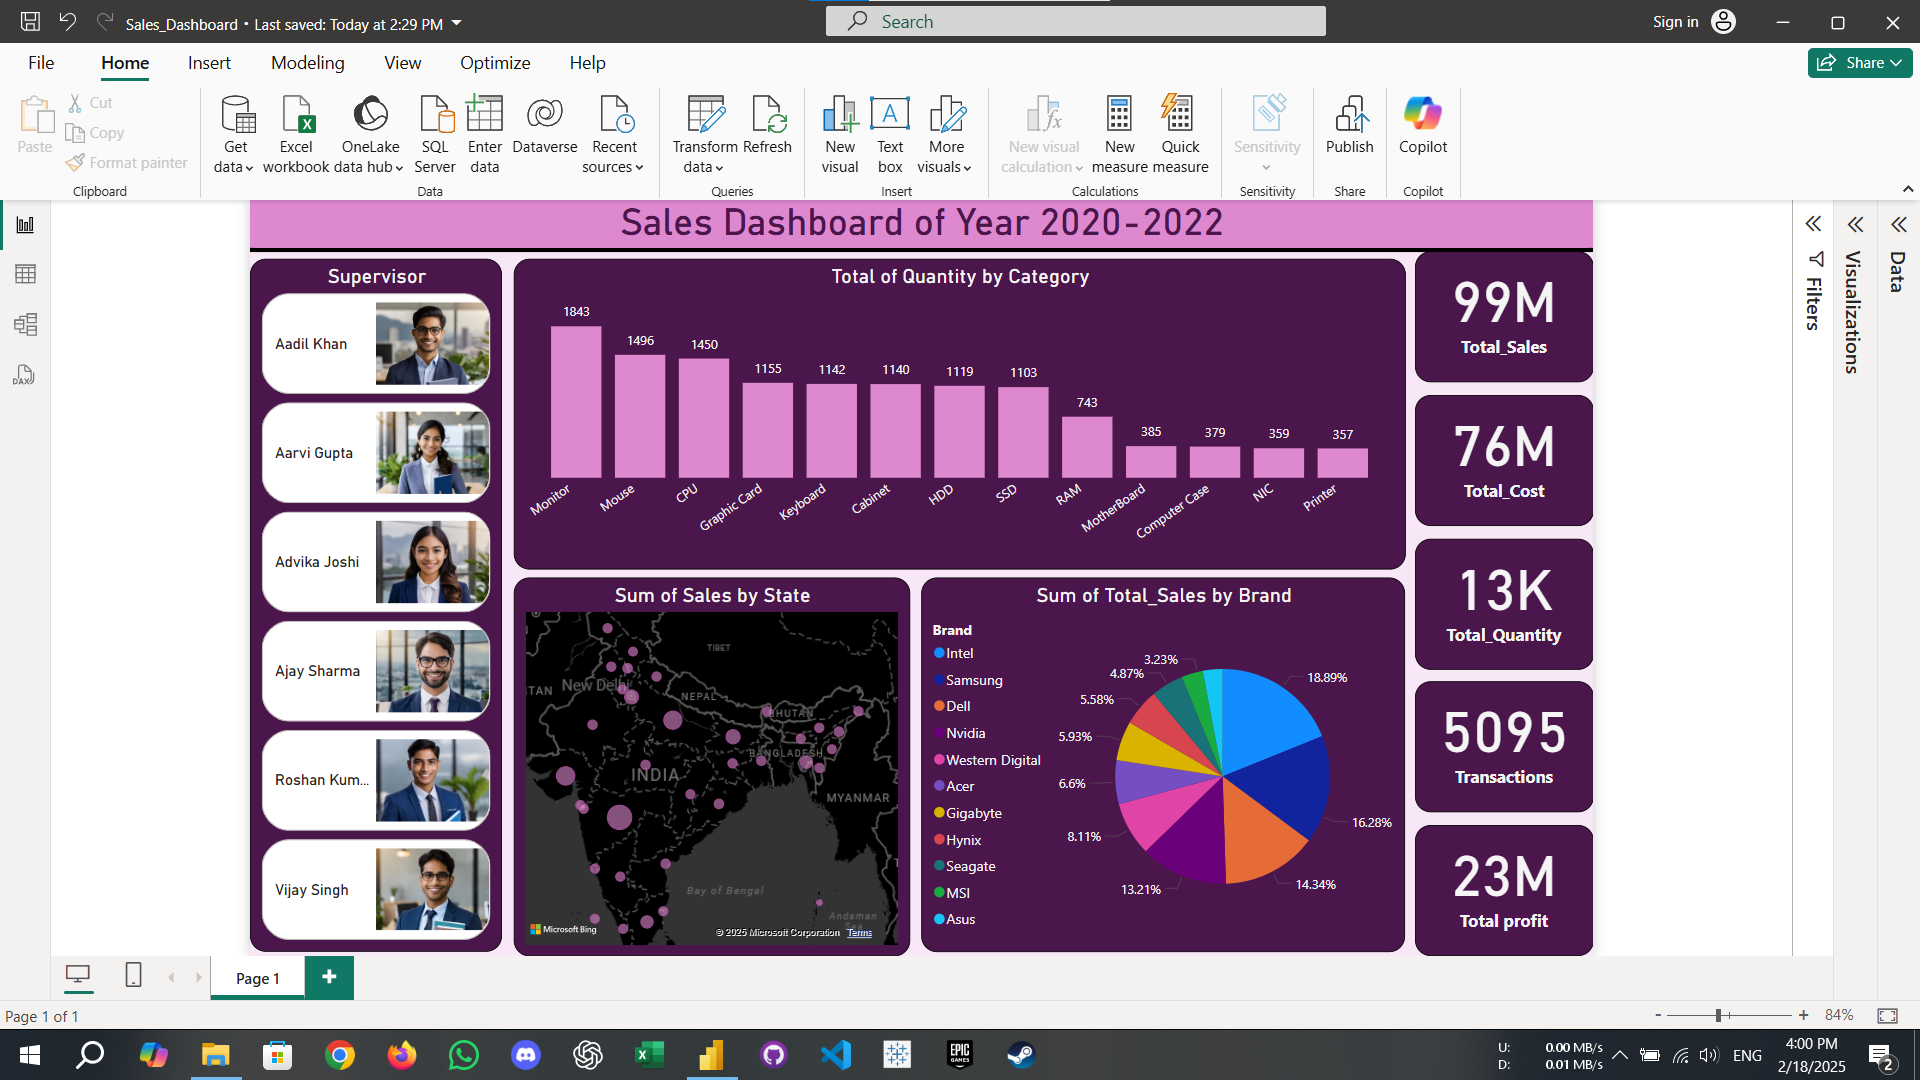 Sales_Dashboard • Last saved: Today at 2:29 PM
Search
Sign in
File
Home
Insert
Modeling
View
Optimize
Help
Share
Paste
Cut
Copy
Format painter
Clipboard
Get data
Excel workbook
OneLake data hub
SQL Server
Enter data
Dataverse
Recent sources
Data
Transform data
Refresh
Queries
New visual
Text box
More visuals
Insert
New visual calculation
New measure
Quick measure
Calculations
Sensitivity
Sensitivity
Publish
Share
Copilot
Copilot
DAX
Sales Dashboard of Year 2020-2022
Supervisor
Aadil Khan
Aarvi Gupta
Advika Joshi
Ajay Sharma
Roshan Kum...
Vijay Singh
Total of Quantity by Category
1843
1496
1450
1155
1142
1140
1119
1103
743
385
379
359
357
Monitor
Mouse
CPU
Graphic Card
Keyboard
Cabinet
HDD
SSD
RAM
MotherBoard
Computer Case
NIC
Printer
Sum of Sales by State
TIBET
STAN
New Delhi
NEPAL
BHUTAN
BANGLADESH
INDIA
MYANMAR
Bay of Bengal
Andaman
Microsoft Bing
© 2025 Microsoft Corporation Terms
Sum of Total_Sales by Brand
Brand
Intel
Samsung
Dell
Nvidia
Western Digital
Acer
Gigabyte
Hynix
Seagate
MSI
Asus
18.89%
16.28%
14.34%
13.21%
8.11%
6.6%
5.93%
5.58%
4.87%
3.23%
99M
Total_Sales
76M
Total_Cost
13K
Total_Quantity
5095
Transactions
23M
Total profit
Filters
Visualizations
Data
Page 1
Page 1 of 1
- + 84%
U: 0.00 MB/s
D: 0.01 MB/s
ENG
4:00 PM
2/18/2025
2
EPIC
GAMES